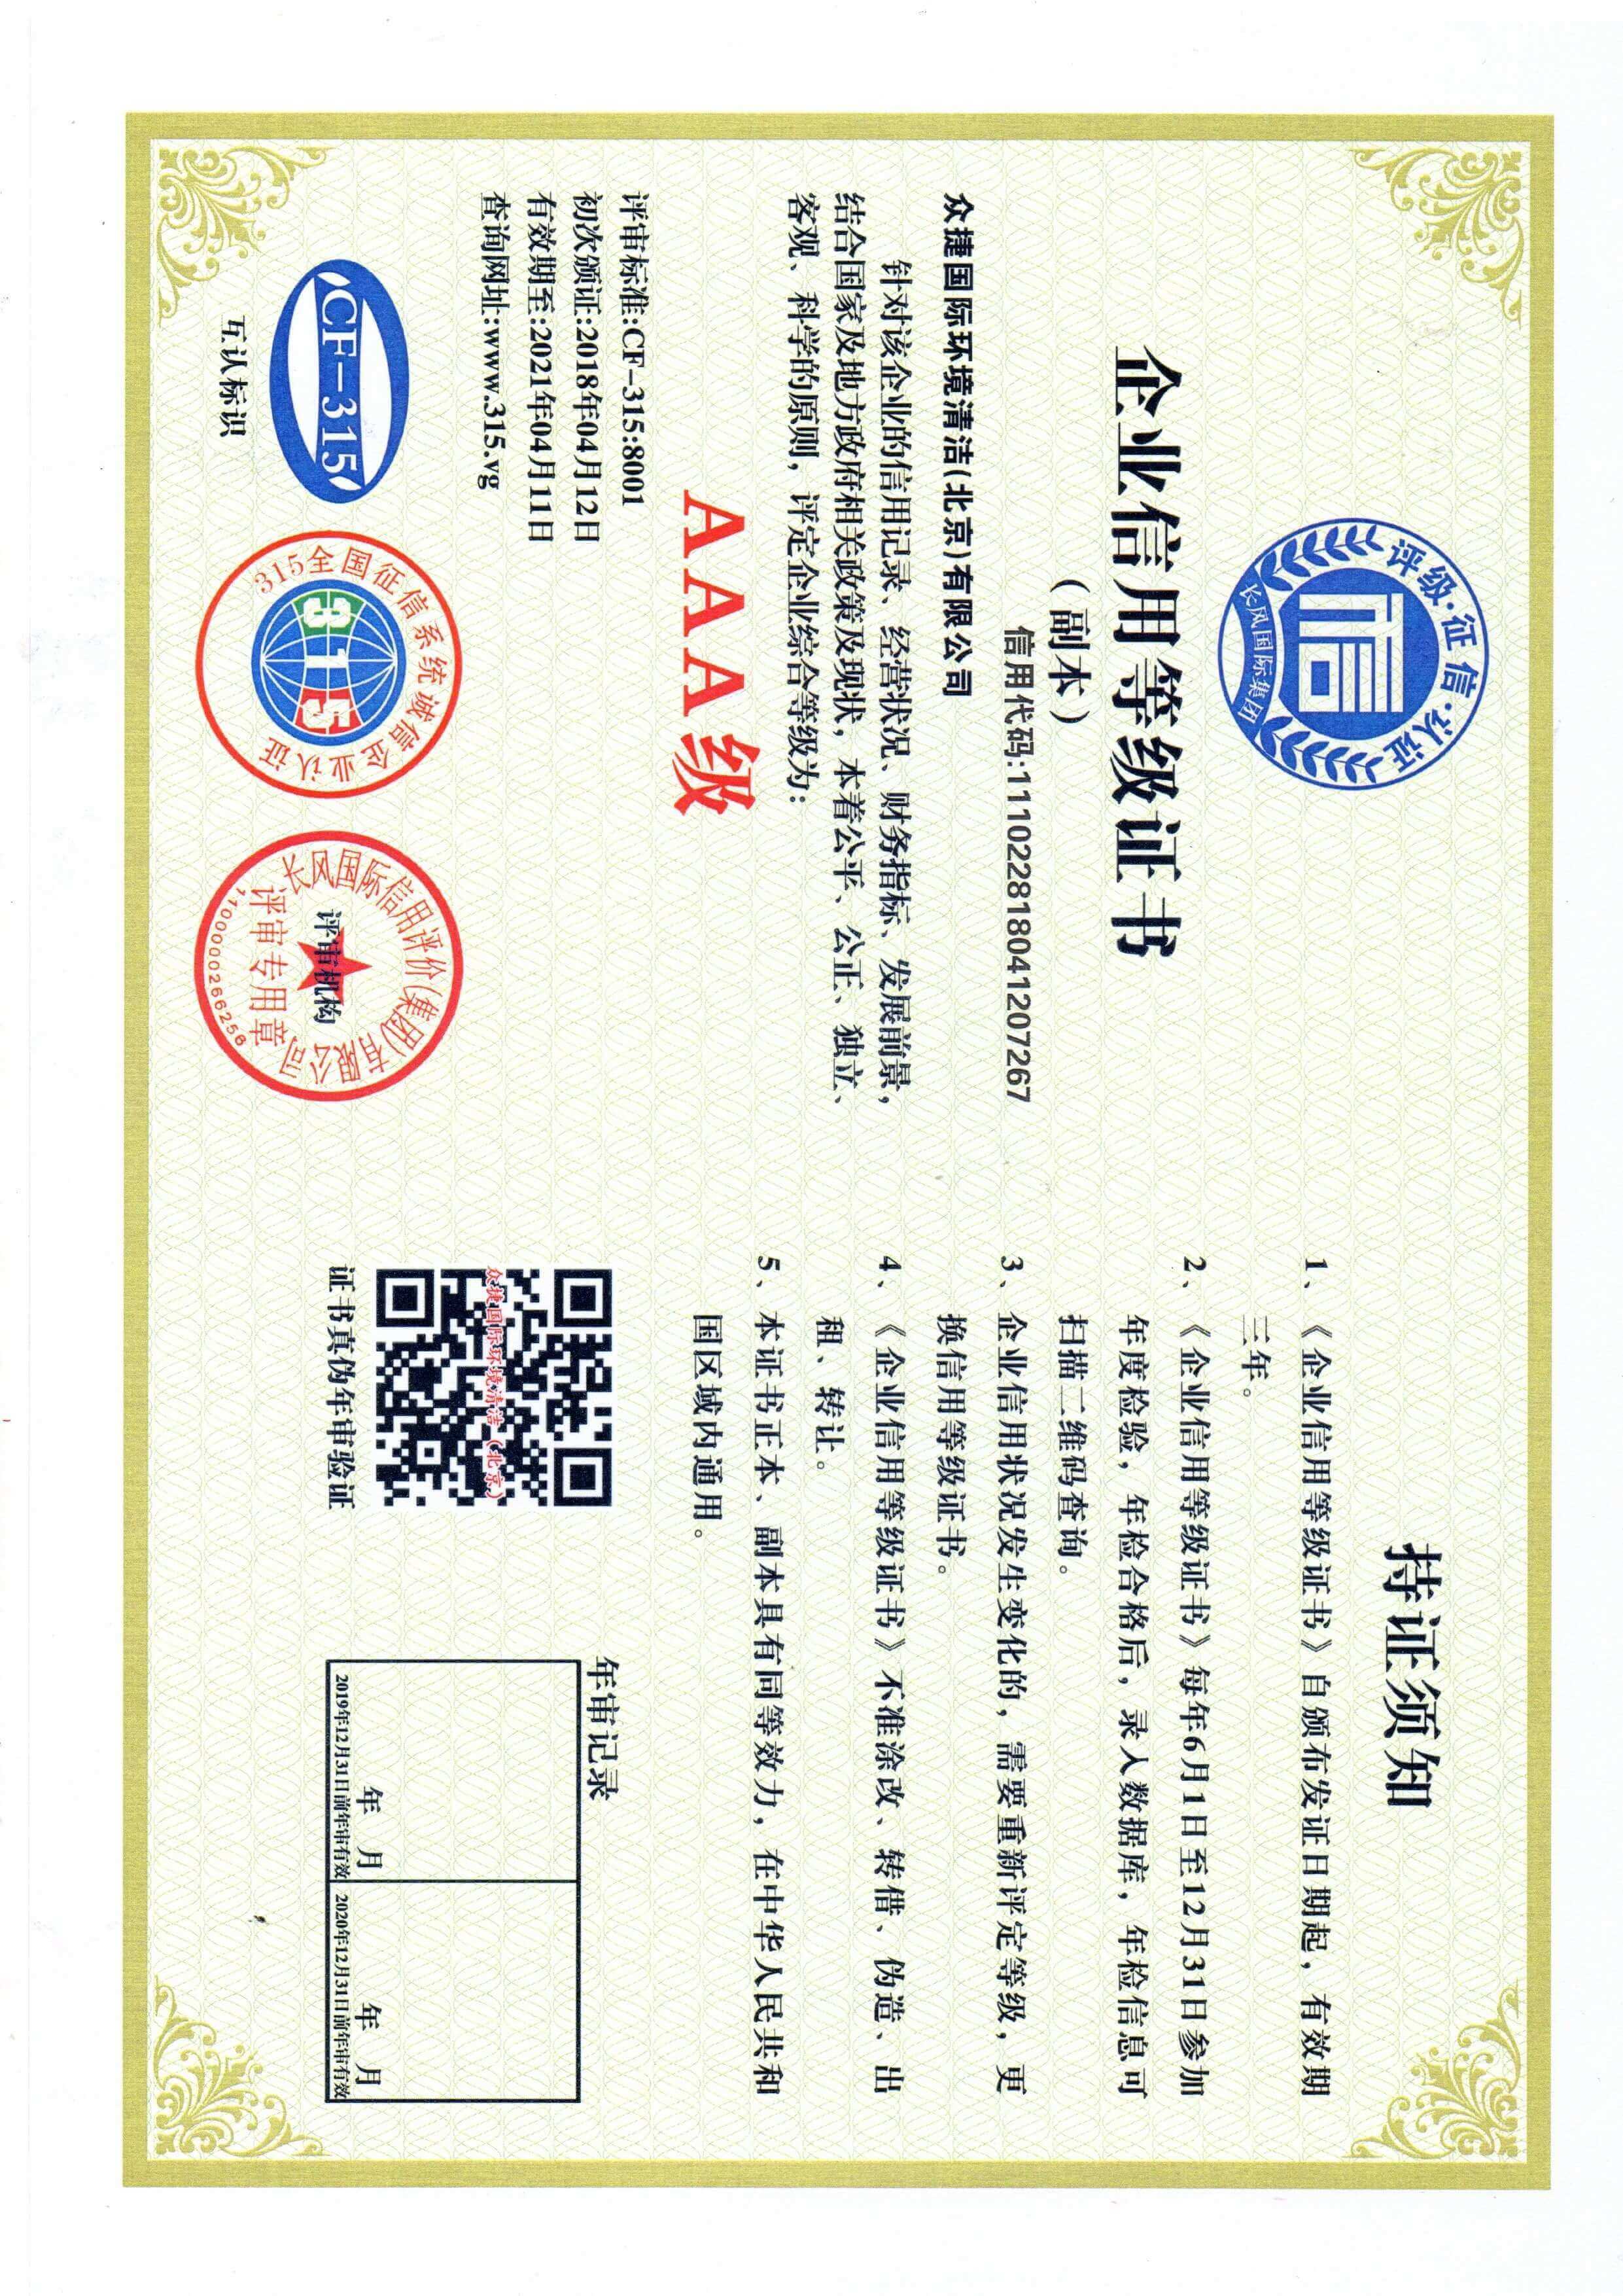 评级·征信·认证
信
长风国际集团
企业信用等级证书
（副本）
信用代码:111022818041207267
众捷国际环境清洁(北京)有限公司
针对该企业的信用记录、经营状况、财务指标、发展前景，
结合国家及地方政府相关政策及现状，本着公平、公正、独立、
客观、科学的原则，评定企业综合等级为：
AAA级
评审标准:CF-315:8001
初次颁证:2018年04月12日
有效期至:2021年04月11日
查询网址:www.315.vg
CF-315
互认标识
315全国征信系统诚信企业认证
315
长风国际信用评价(集团)有限公司
评审机构
评审专用章
1100000266256
持证须知
1、《企业信用等级证书》自颁布发证日期起，有效期
三年。
2、《企业信用等级证书》每年6月1日至12月31日参加
年度检验，年检合格后，录入数据库，年检信息可
扫描二维码查询。
3、企业信用状况发生变化的，需要重新评定等级，更
换信用等级证书。
4、《企业信用等级证书》不准涂改、转借、伪造、出
租、转让。
5、本证书正本、副本具有同等效力，在中华人民共和
国区域内通用。
众捷国际环境清洁（北京）
证书真伪年审验证
年审记录
年 月
2019年12月31日前年审有效
年 月
2020年12月31日前年审有效